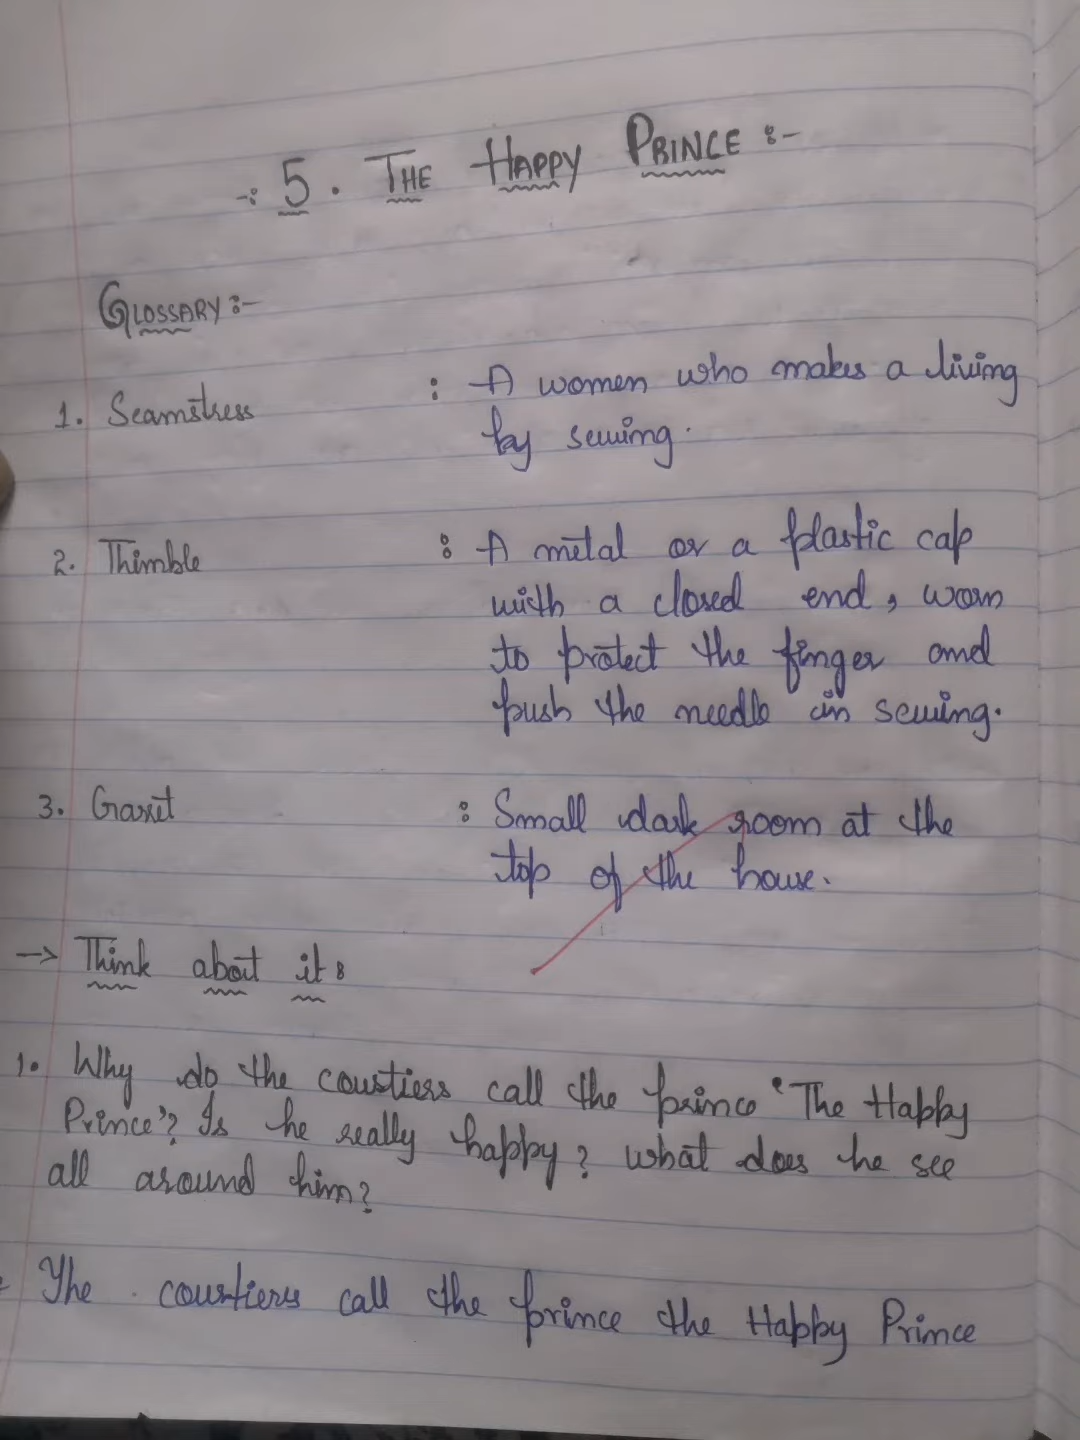 -: 5. THE HAPPY PRINCE :-
GLOSSARY :-
1. Seamstress : A women who makes a living
by sewing.
2. Thimble : A metal or a plastic cap
with a closed end, worn
to protect the finger and
push the needle in sewing.
3. Garret : Small dark room at the
top of the house.
→ Think about it :
1. Why do the courtiers call the prince 'The Happy
Prince'? Is he really happy? What does he see
all around him?
The courtiers call the prince the Happy Prince